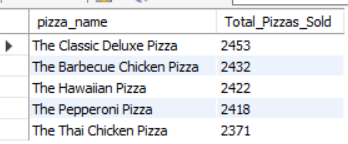 pizza_name Total_Pizzas_Sold
The Classic Deluxe Pizza 2453
The Barbecue Chicken Pizza 2432
The Hawaiian Pizza 2422
The Pepperoni Pizza 2418
The Thai Chicken Pizza 2371